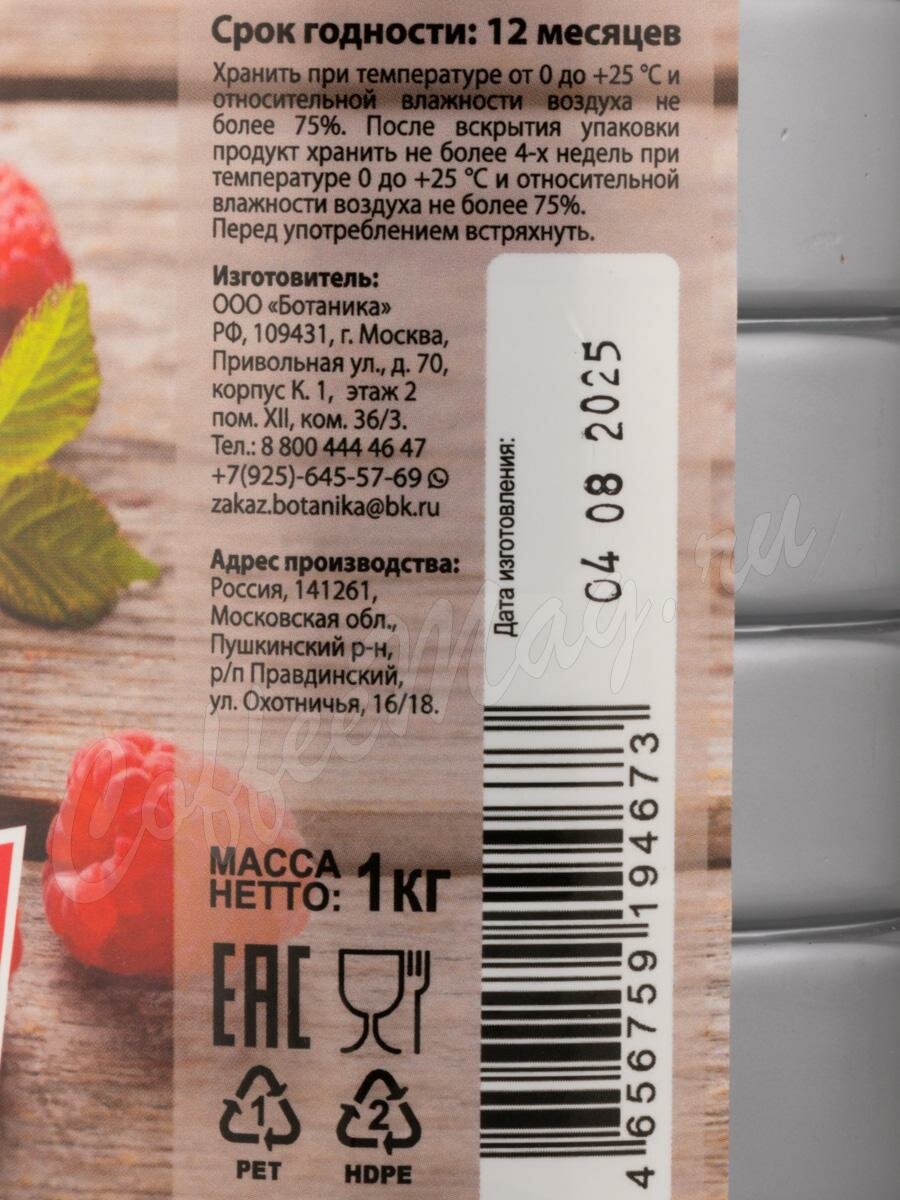 Срок годности: 12 месяцев
Хранить при температуре от 0 до +25 °C и
относительной влажности воздуха не
более 75%. После вскрытия упаковки
продукт хранить не более 4-х недель при
температуре 0 до +25 °C и относительной
влажности воздуха не более 75%.
Перед употреблением встряхнуть.
Изготовитель:
ООО «Ботаника»
РФ, 109431, г. Москва,
Привольная ул., д. 70,
корпус К. 1, этаж 2
пом. XII, ком. 36/3.
Тел.: 8 800 444 46 47
+7(925)-645-57-69
zakaz.botanika@bk.ru
Адрес производства:
Россия, 141261,
Московская обл.,
Пушкинский р-н,
р/п Правдинский,
ул. Охотничья, 16/18.
Дата изготовления:
04 08 2025
МАССА
НЕТТО: 1кг
EAC
1
PET
2
HDPE
4 656759 194673
CoffeeMag.ru